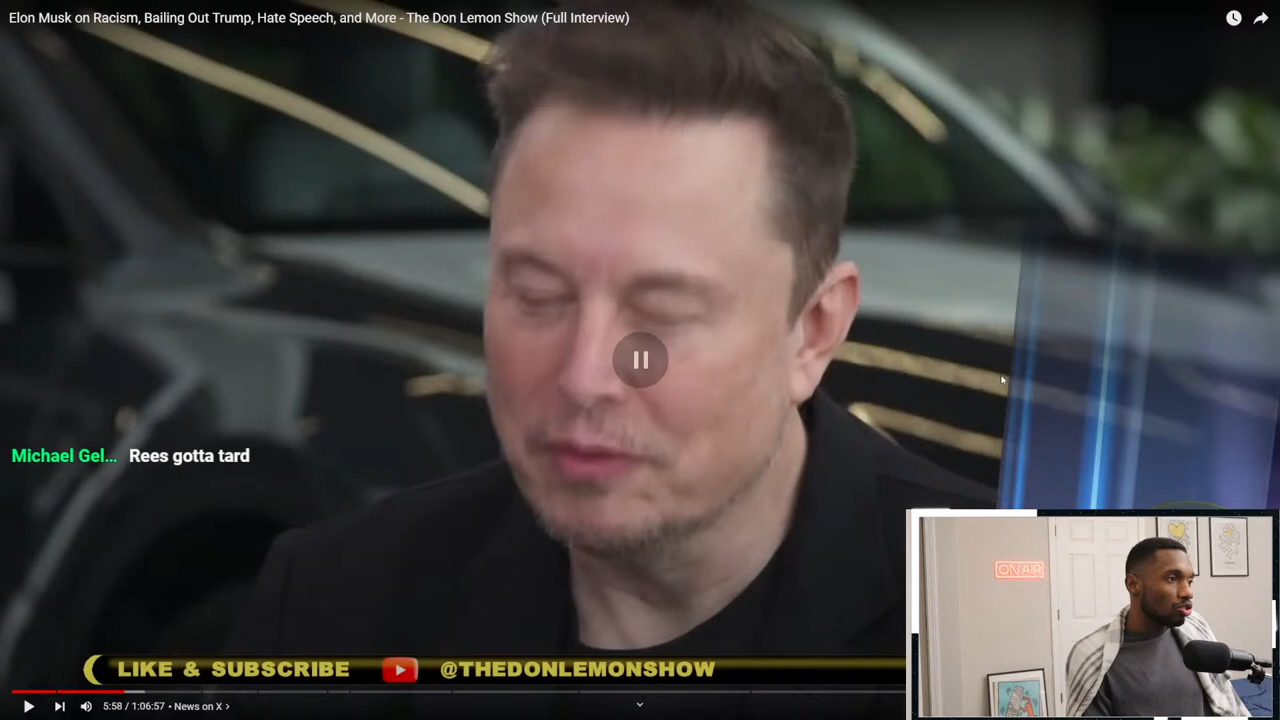 Elon Musk on Racism, Bailing Out Trump, Hate Speech, and More - The Don Lemon Show (Full Interview)
Michael Gel... Rees gotta tard
ON AIR
LIKE & SUBSCRIBE @THEDONLEMONSHOW
5:58 / 1:06:57 • News on X >